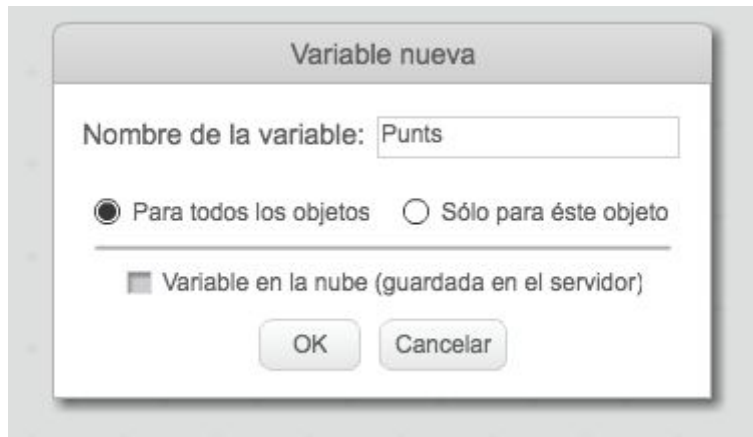 Variable nueva
Nombre de la variable: Punts
Para todos los objetos Sólo para éste objeto
Variable en la nube (guardada en el servidor)
OK Cancelar